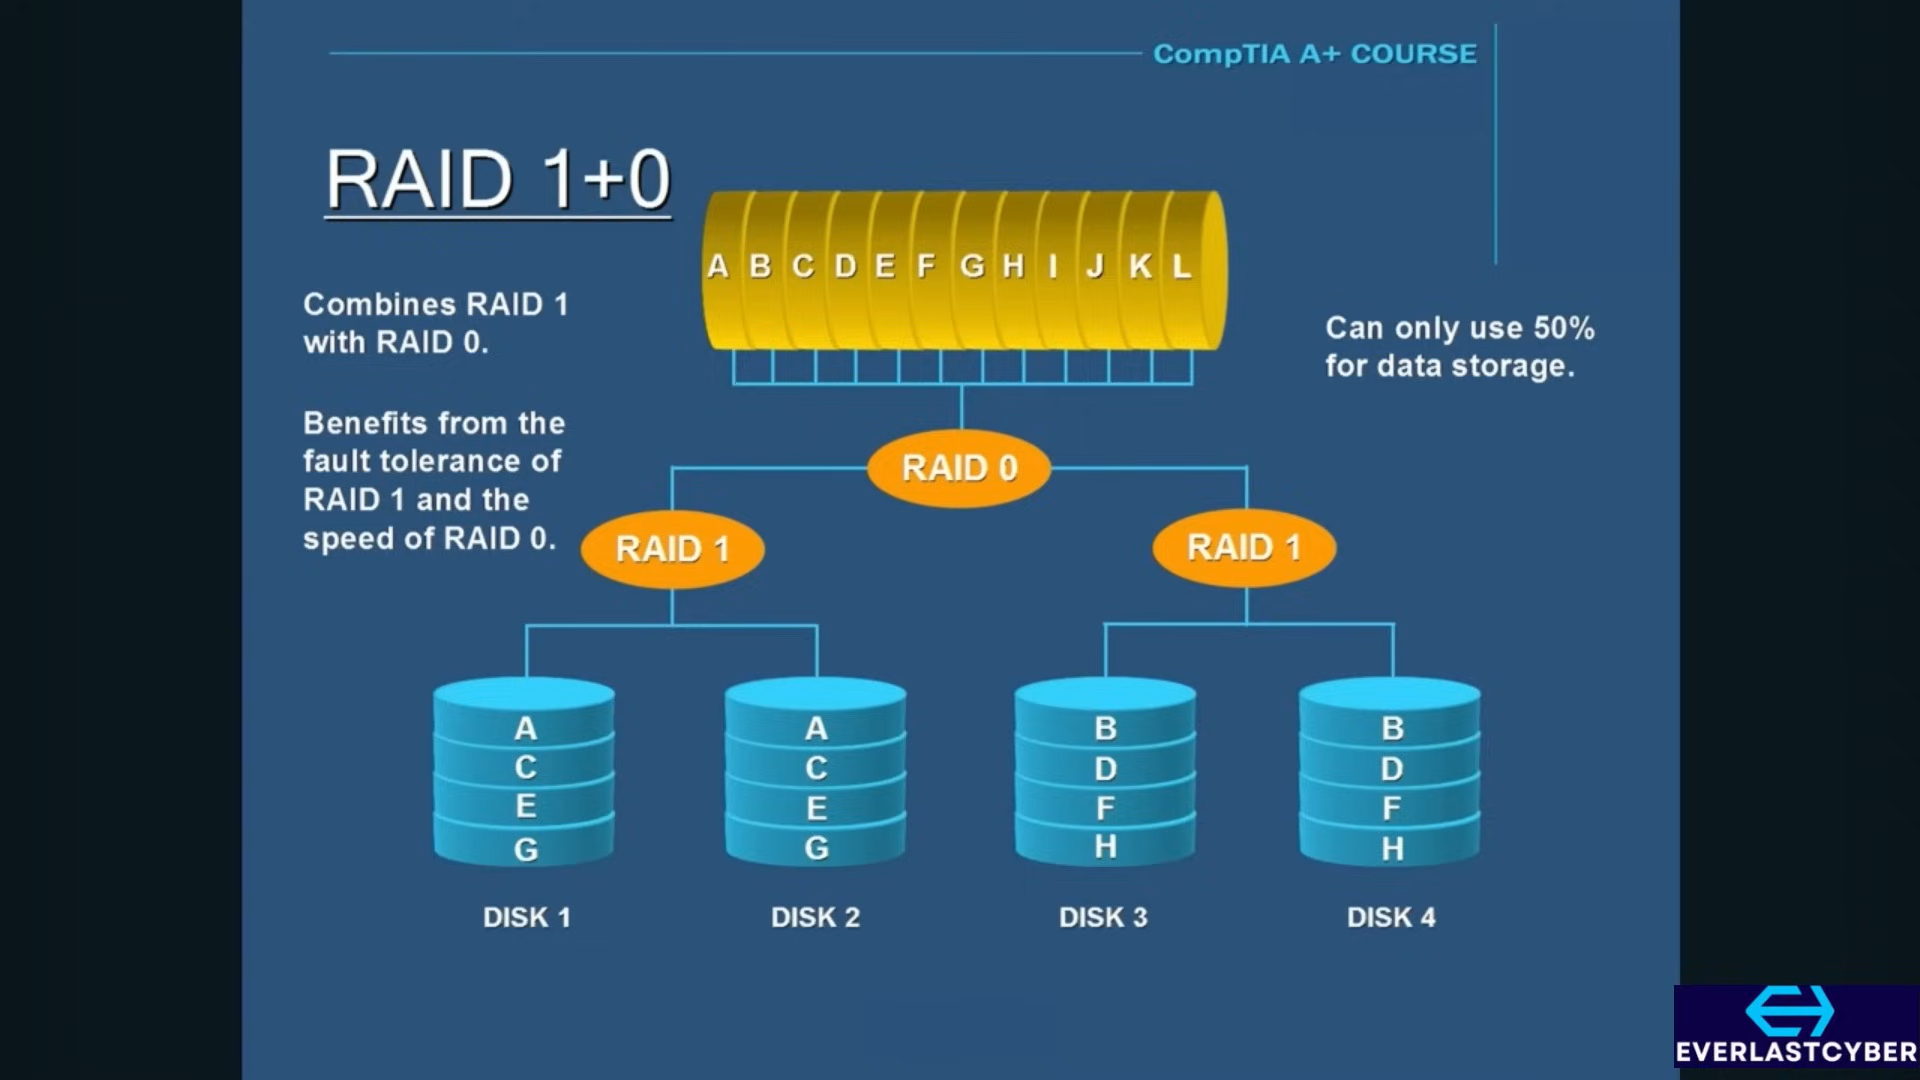 CompTIA A+ COURSE
RAID 1+0
A B C D E F G H I J K L
Combines RAID 1
with RAID 0.
Can only use 50%
for data storage.
Benefits from the
fault tolerance of
RAID 1 and the
speed of RAID 0.
RAID 0
RAID 1
RAID 1
A
C
E
G
A
C
E
G
B
D
F
H
B
D
F
H
DISK 1
DISK 2
DISK 3
DISK 4
EVERLASTCYBER